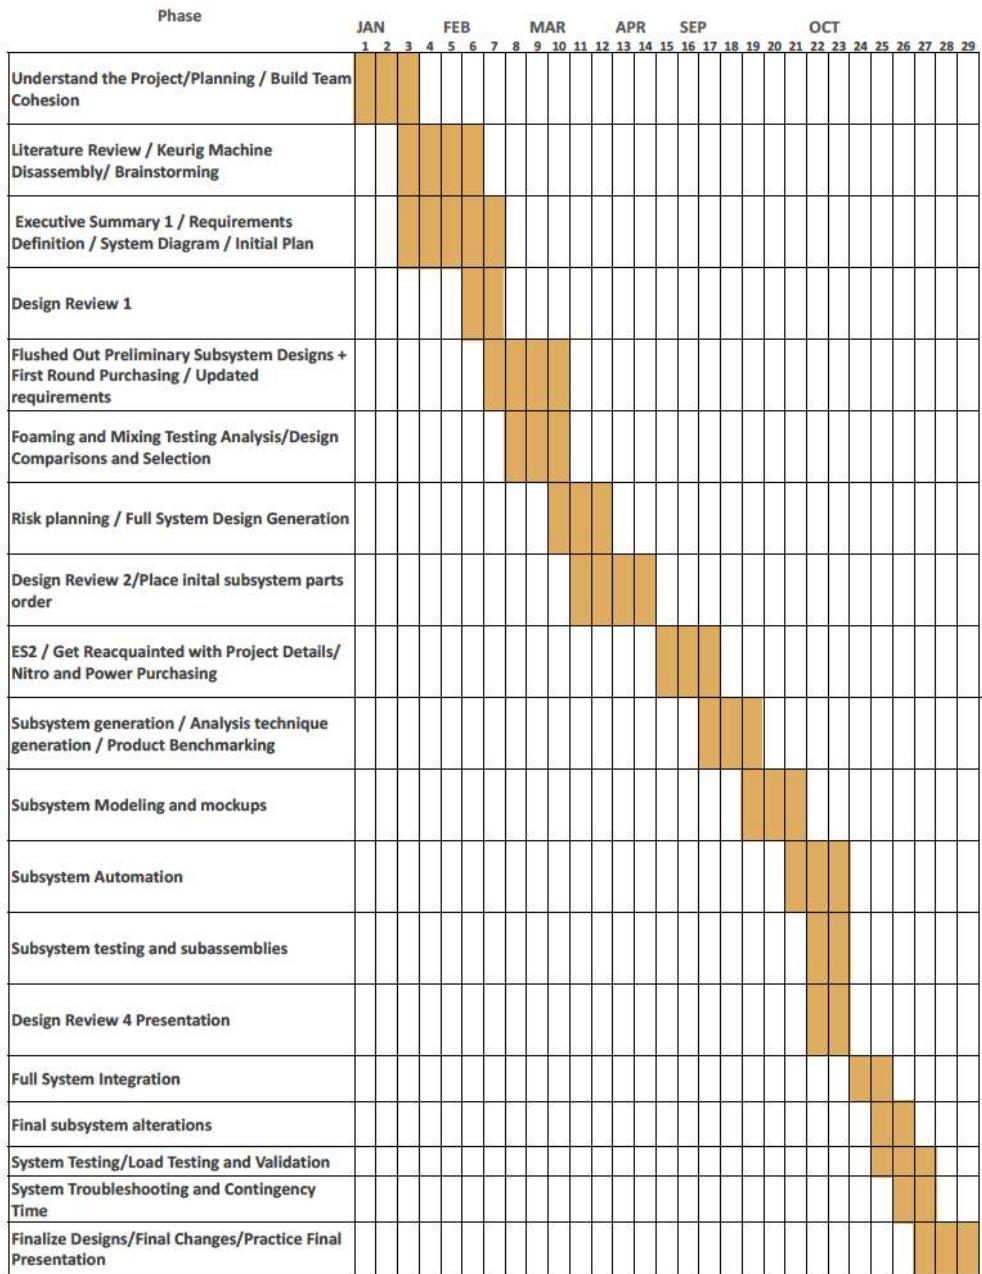 Phase
JAN FEB MAR APR SEP OCT
1 2 3 4 5 6 7 8 9 10 11 12 13 14 15 16 17 18 19 20 21 22 23 24 25 26 27 28 29
Understand the Project/Planning / Build Team
Cohesion
Literature Review / Keurig Machine
Disassembly/ Brainstorming
Executive Summary 1 / Requirements
Definition / System Diagram / Initial Plan
Design Review 1
Flushed Out Preliminary Subsystem Designs +
First Round Purchasing / Updated
requirements
Foaming and Mixing Testing Analysis/Design
Comparisons and Selection
Risk planning / Full System Design Generation
Design Review 2/Place inital subsystem parts
order
ES2 / Get Reacquainted with Project Details/
Nitro and Power Purchasing
Subsystem generation / Analysis technique
generation / Product Benchmarking
Subsystem Modeling and mockups
Subsystem Automation
Subsystem testing and subassemblies
Design Review 4 Presentation
Full System Integration
Final subsystem alterations
System Testing/Load Testing and Validation
System Troubleshooting and Contingency
Time
Finalize Designs/Final Changes/Practice Final
Presentation